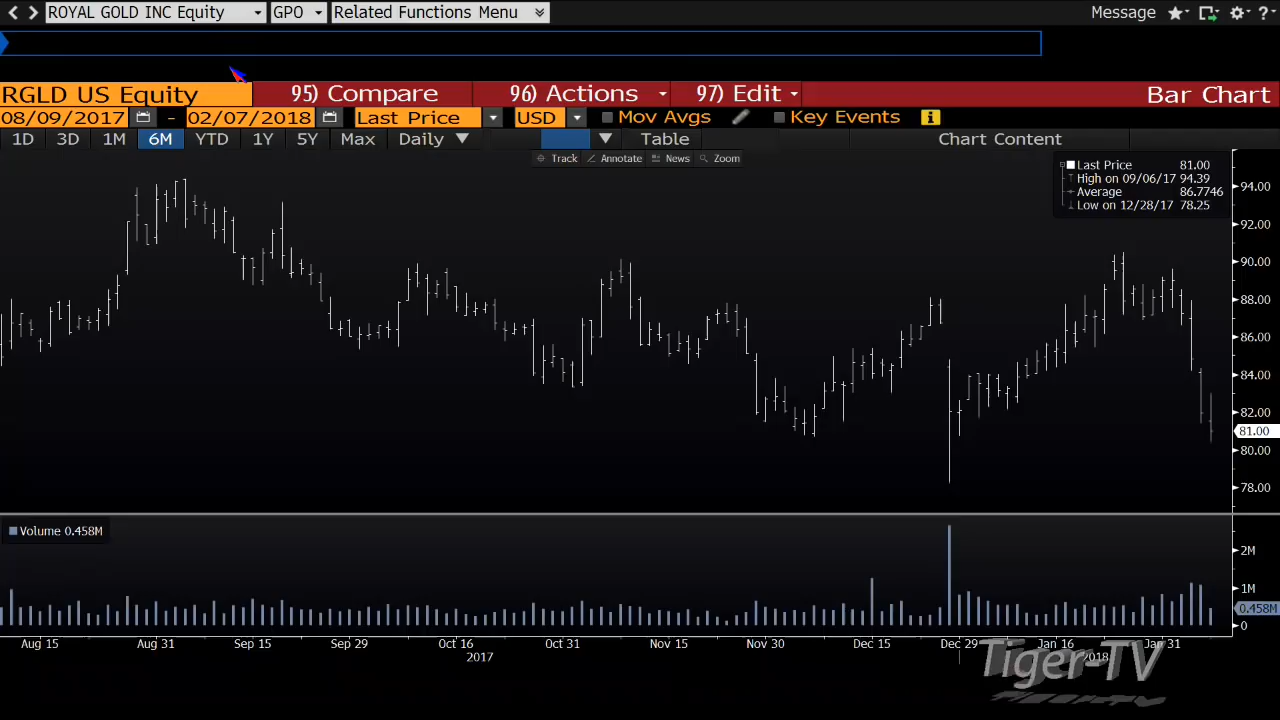 ROYAL GOLD INC Equity GPO Related Functions Menu Message ?
RGLD US Equity 95) Compare 96) Actions 97) Edit Bar Chart
08/09/2017 - 02/07/2018 Last Price USD Mov Avgs Key Events i
1D 3D 1M 6M YTD 1Y 5Y Max Daily Table Chart Content
Track Annotate News Zoom
Last Price 81.00
High on 09/06/17 94.39
Average 86.7746
Low on 12/28/17 78.25
94.00
92.00
90.00
88.00
86.00
84.00
82.00
81.00
80.00
78.00
Volume 0.458M
2M
1M
0.458M
0
Aug 15 Aug 31 Sep 15 Sep 29 Oct 16 Oct 31 Nov 15 Nov 30 Dec 15 Dec 29 Jan 16 Jan 31
2017 2018
Tiger-TV